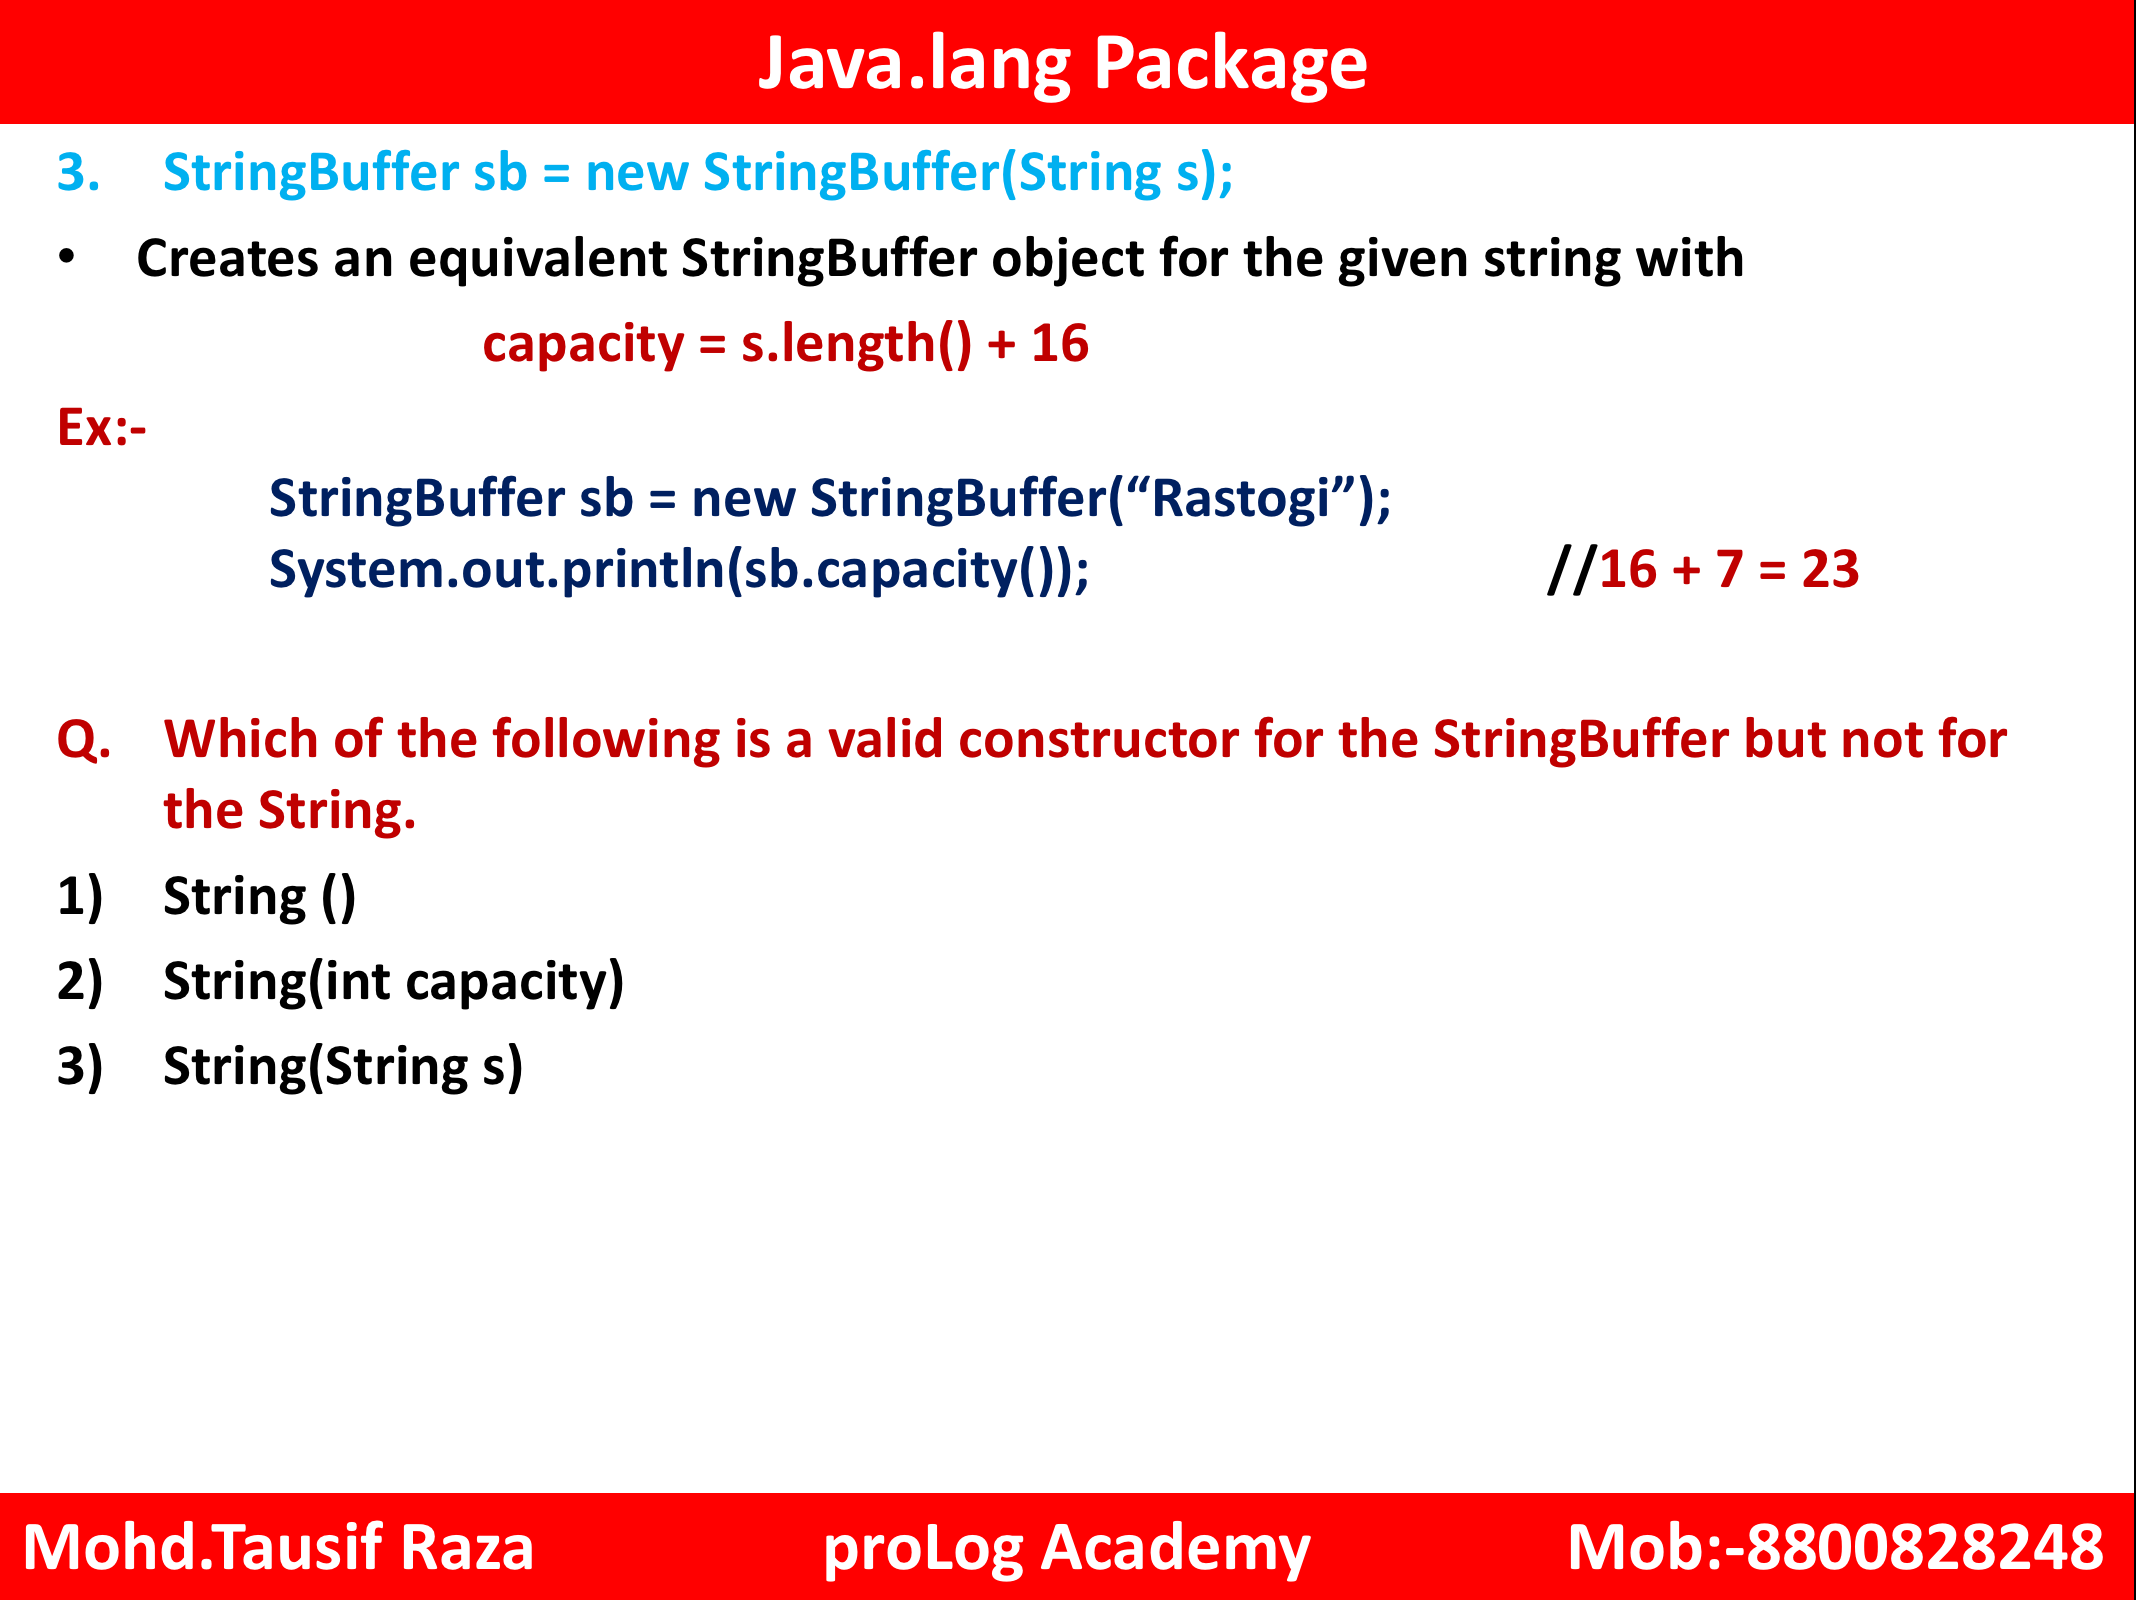 Java.lang Package
3. StringBuffer sb = new StringBuffer(String s);
• Creates an equivalent StringBuffer object for the given string with
capacity = s.length() + 16
Ex:-
StringBuffer sb = new StringBuffer(“Rastogi”);
System.out.println(sb.capacity()); //16 + 7 = 23
Q. Which of the following is a valid constructor for the StringBuffer but not for
the String.
1) String ()
2) String(int capacity)
3) String(String s)
Mohd.Tausif Raza proLog Academy Mob:-8800828248